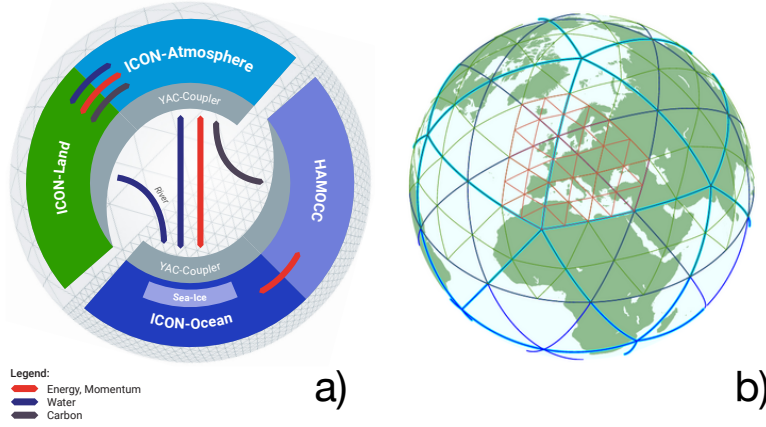 ICON-Atmosphere
YAC-Coupler
ICON-Land
HAMOCC
River
YAC-Coupler
Sea-Ice
ICON-Ocean
Legend:
Energy, Momentum
Water
Carbon
a)
b)